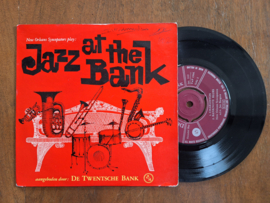 New Orleans Syncopators play:
Jazz at the
Bank
aangeboden door: DE TWENTSCHE BANK